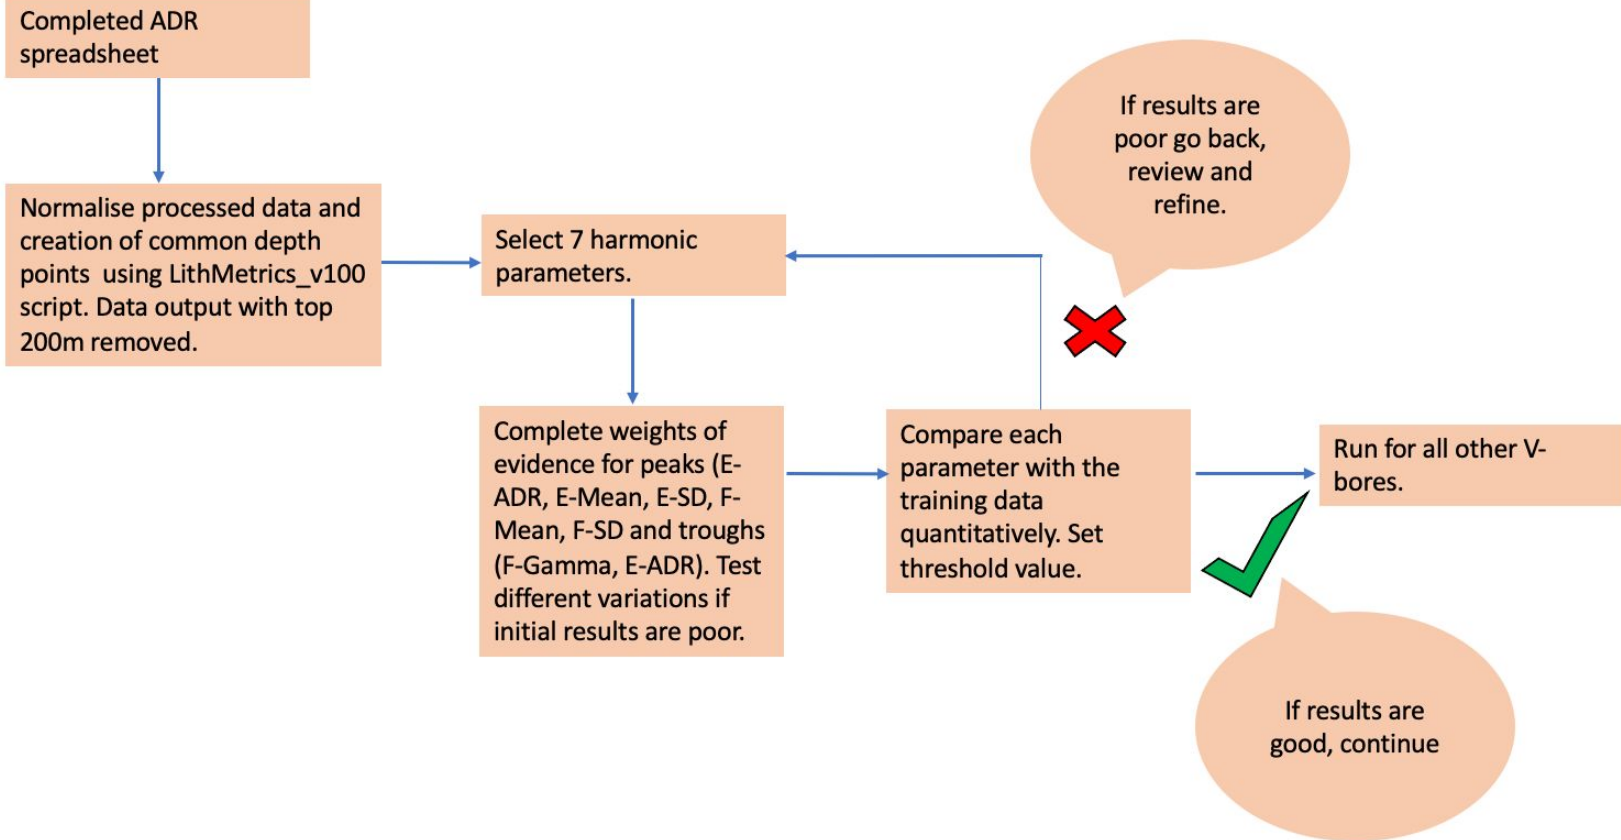 Completed ADR
spreadsheet
Normalise processed data and
creation of common depth
points  using LithMetrics_v100
script. Data output with top
200m removed.
Select 7 harmonic
parameters.
Complete weights of
evidence for peaks (E-
ADR, E-Mean, E-SD, F-
Mean, F-SD and troughs
(F-Gamma, E-ADR). Test
different variations if
initial results are poor.
Compare each
parameter with the
training data
quantitatively. Set
threshold value.
If results are
poor go back,
review and
refine.
Run for all other V-
bores.
If results are
good, continue